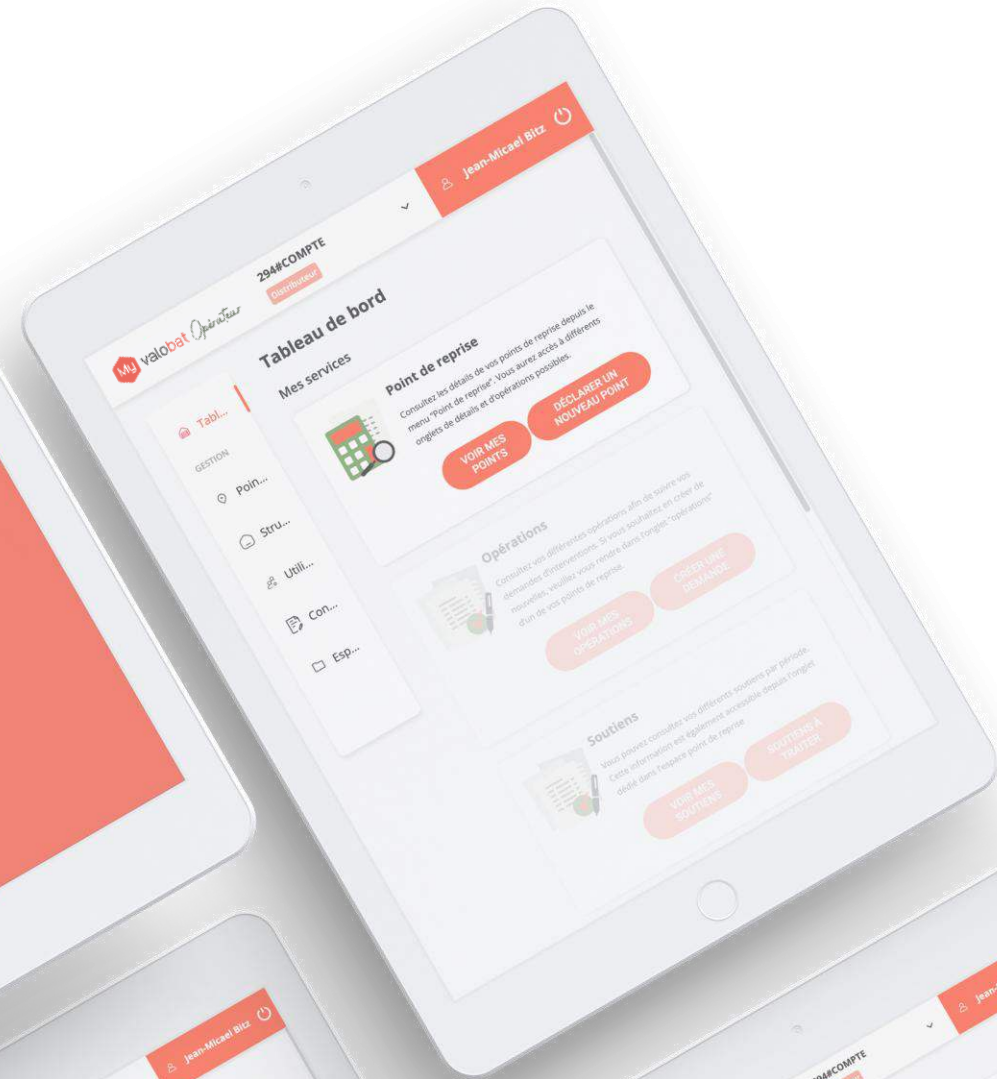 My valobat Opérateur
294#COMPTE
Distributeur
Jean-Micael Bitz
Tabl...
GESTION
Poin...
Stru...
Utili...
Con...
Esp...
Tableau de bord
Mes services
Point de reprise
Consultez les détails de vos points de reprise depuis le
menu "Point de reprise". Vous aurez accès à différents
onglets de détails et d'opérations possibles.
VOIR MES
POINTS
DÉCLARER UN
NOUVEAU POINT
Opérations
Consultez vos différentes opérations afin de suivre vos
demandes d'interventions. Si vous souhaitez en créer de
nouvelles, veuillez vous rendre dans l'onglet "opérations"
d'un de vos points de reprise.
VOIR MES
OPÉRATIONS
CRÉER UNE
DEMANDE
Soutiens
Vous pouvez consultez vos différents soutiens par période.
Cette information est également accessible depuis l'onglet
dédié dans l'espace point de reprise
VOIR MES
SOUTIENS
SOUTIENS À
TRAITER
Jean-Micael Bitz
294#COMPTE
Jean-